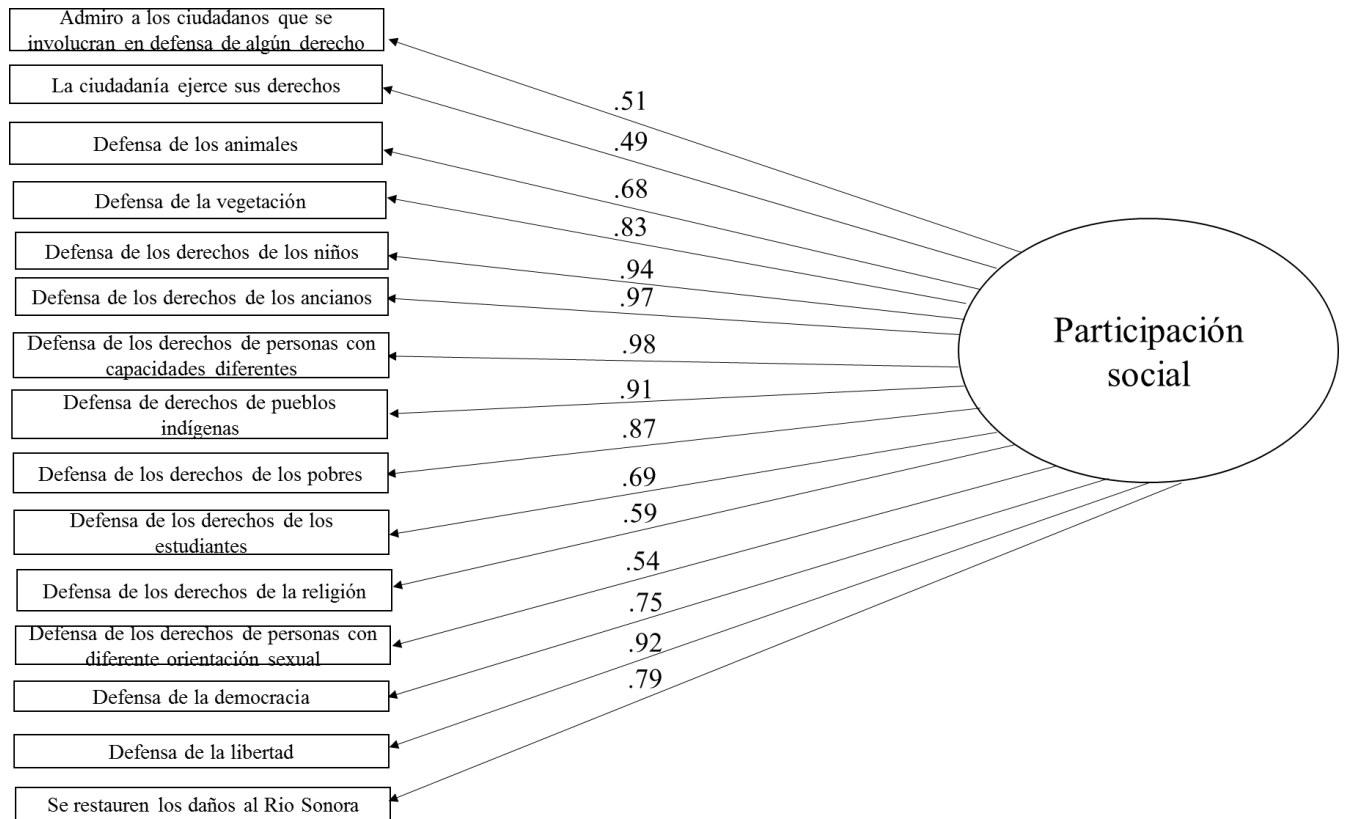 Admiro a los ciudadanos que se
involucran en defensa de algún derecho
La ciudadanía ejerce sus derechos
Defensa de los animales
Defensa de la vegetación
Defensa de los derechos de los niños
Defensa de los derechos de los ancianos
Defensa de los derechos de personas con
capacidades diferentes
Defensa de derechos de pueblos
indígenas
Defensa de los derechos de los pobres
Defensa de los derechos de los
estudiantes
Defensa de los derechos de la religión
Defensa de los derechos de personas con
diferente orientación sexual
Defensa de la democracia
Defensa de la libertad
Se restauren los daños al Rio Sonora
.51
.49
.68
.83
.94
.97
.98
.91
.87
.69
.59
.54
.75
.92
.79
Participación
social